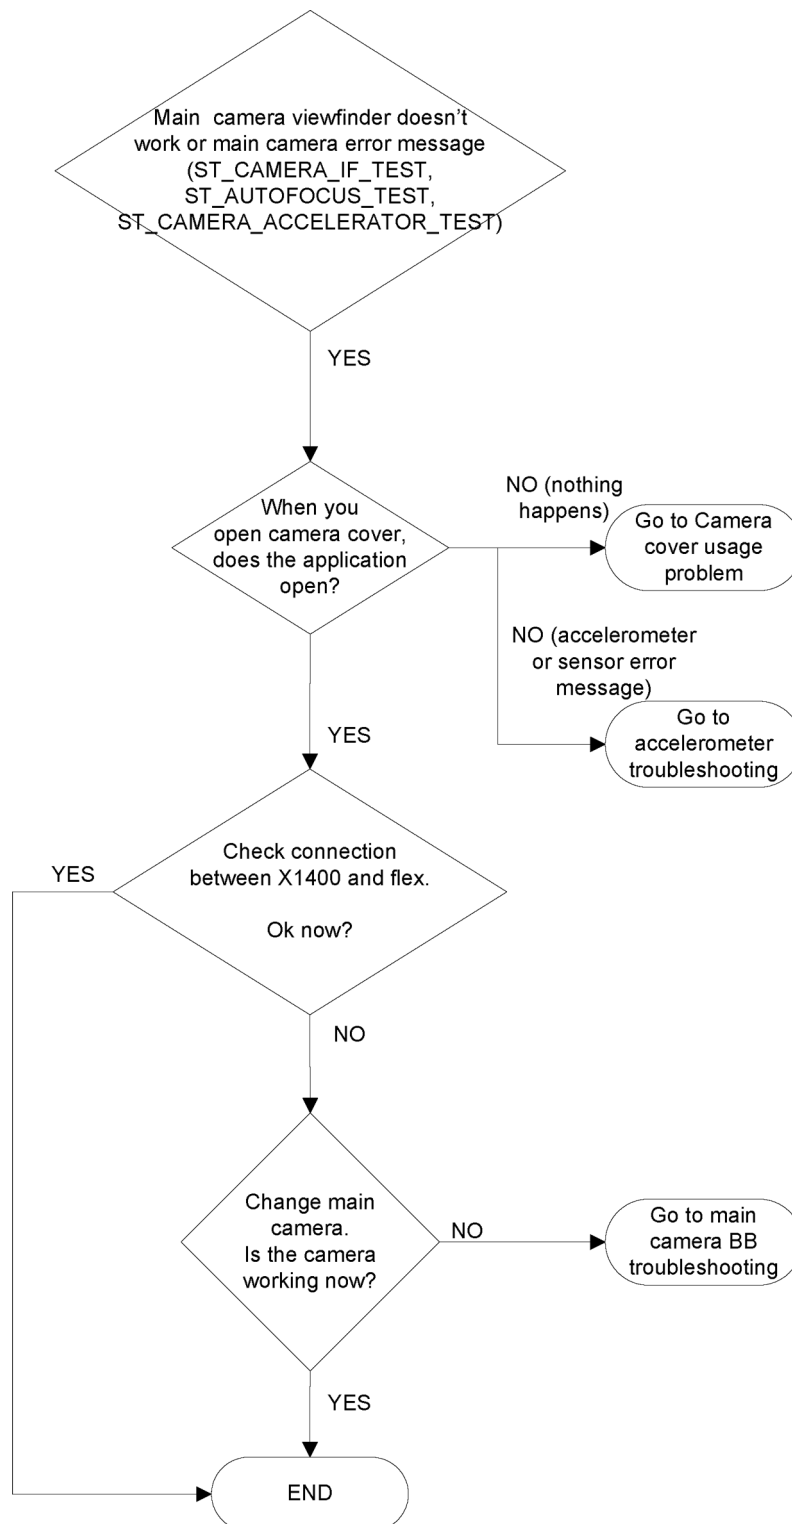 Main camera viewfinder doesn't
work or main camera error message
(ST_CAMERA_IF_TEST,
ST_AUTOFOCUS_TEST,
ST_CAMERA_ACCELERATOR_TEST)
YES
When you
open camera cover,
does the application
open?
NO (nothing
happens)
Go to Camera
cover usage
problem
NO (accelerometer
or sensor error
message)
Go to
accelerometer
troubleshooting
YES
Check connection
between X1400 and flex.
Ok now?
YES
NO
Change main
camera.
Is the camera
working now?
NO
Go to main
camera BB
troubleshooting
YES
END